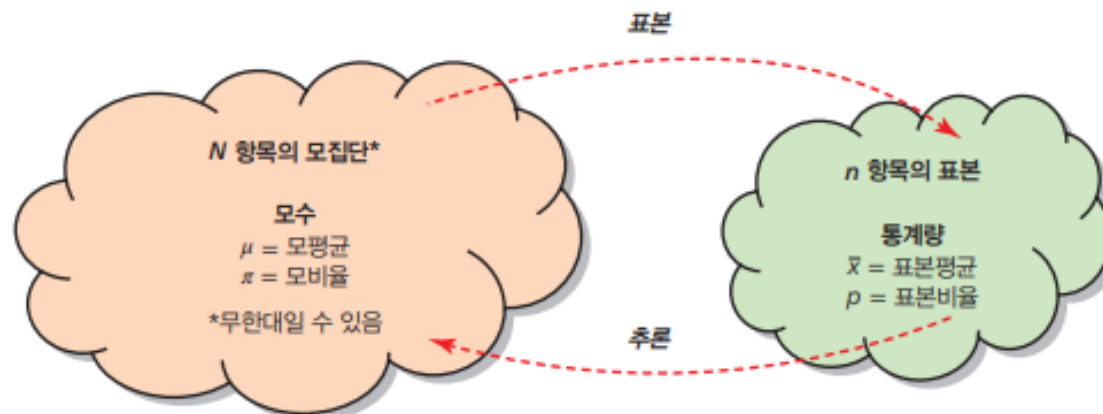 표본
N 항목의 모집단*
모수
μ = 모평균
π = 모비율
*무한대일 수 있음
n 항목의 표본
통계량
x̄ = 표본평균
p = 표본비율
추론